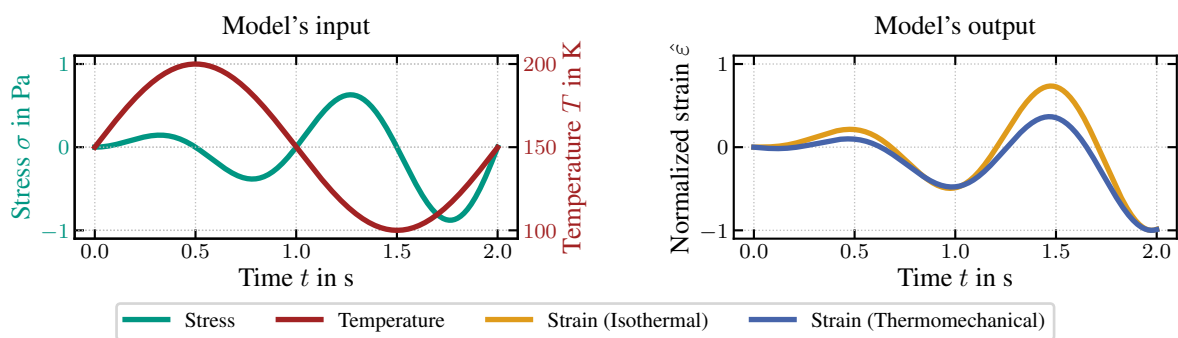 Model's input
Model's output
Stress σ in Pa
1
0
−1
200
150
100
Temperature T in K
0.0 0.5 1.0 1.5 2.0
Time t in s
Normalized strain ε̂
1
0
−1
0.0 0.5 1.0 1.5 2.0
Time t in s
Stress Temperature Strain (Isothermal) Strain (Thermomechanical)